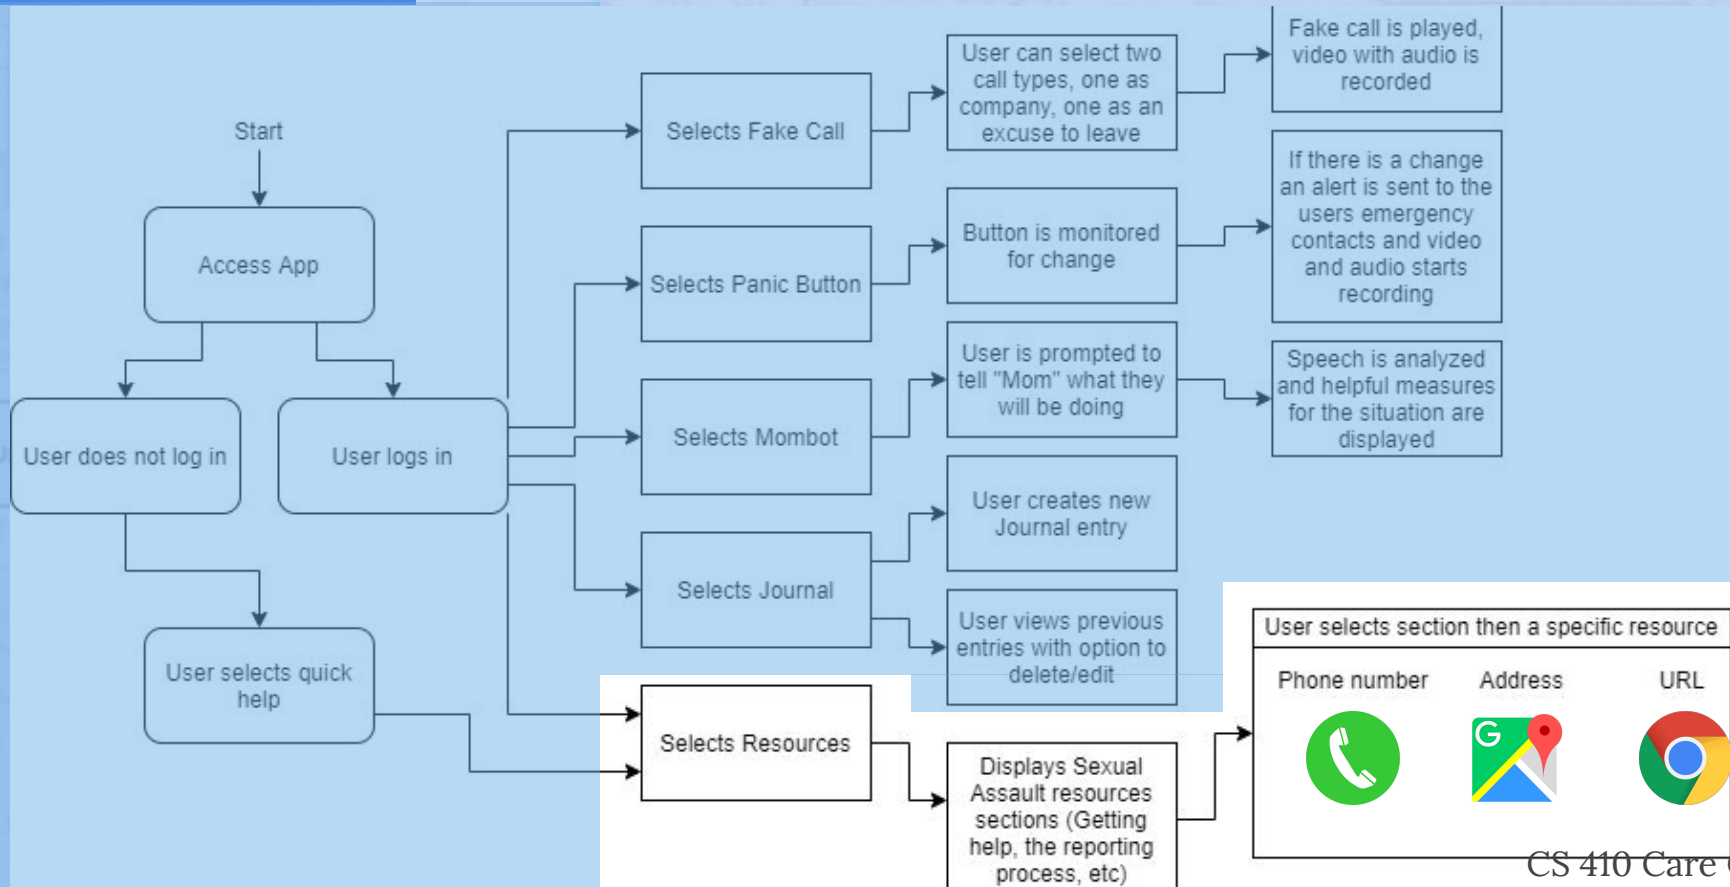 Start
Access App
User does not log in
User logs in
User selects quick
help
Selects Fake Call
User can select two
call types, one as
company, one as an
excuse to leave
Fake call is played,
video with audio is
recorded
Selects Panic Button
Button is monitored
for change
If there is a change
an alert is sent to the
users emergency
contacts and video
and audio starts
recording
Selects Mombot
User is prompted to
tell "Mom" what they
will be doing
Speech is analyzed
and helpful measures
for the situation are
displayed
Selects Journal
User creates new
Journal entry
User views previous
entries with option to
delete/edit
Selects Resources
Displays Sexual
Assault resources
sections (Getting
help, the reporting
process, etc)
User selects section then a specific resource
Phone number Address URL
G
CS 410 Care